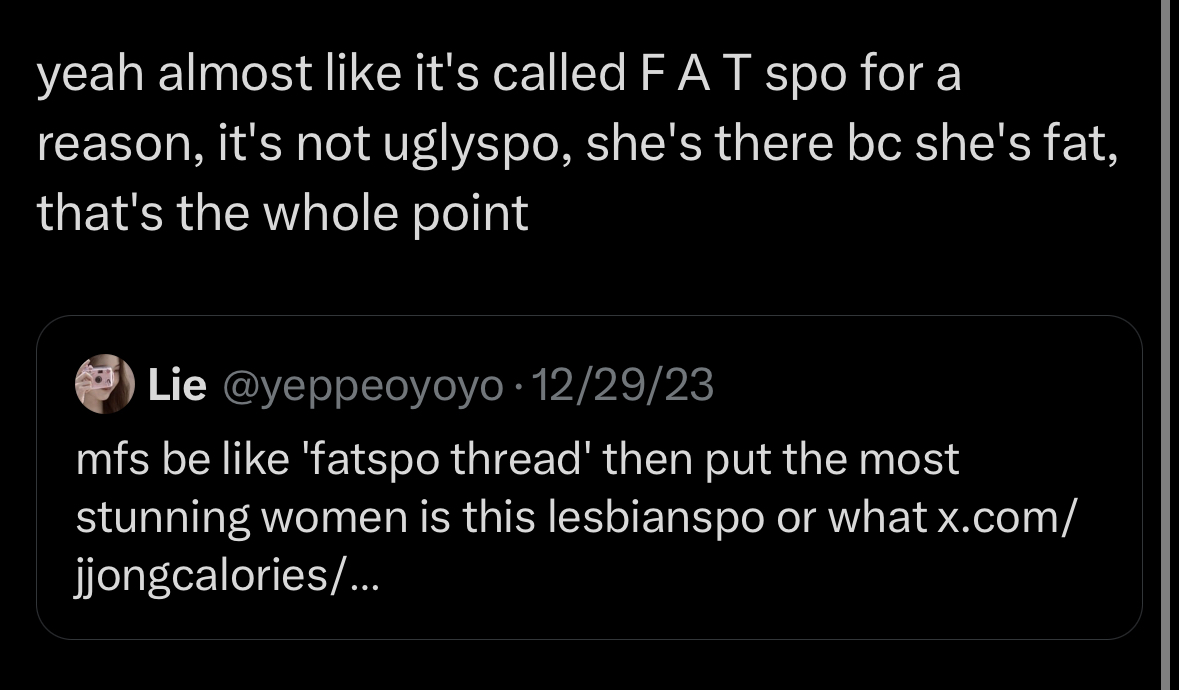 yeah almost like it's called F A T spo for a
reason, it's not uglyspo, she's there bc she's fat,
that's the whole point
Lie @yeppeoyoyo · 12/29/23
mfs be like 'fatspo thread' then put the most
stunning women is this lesbianspo or what x.com/
jjongcalories/...